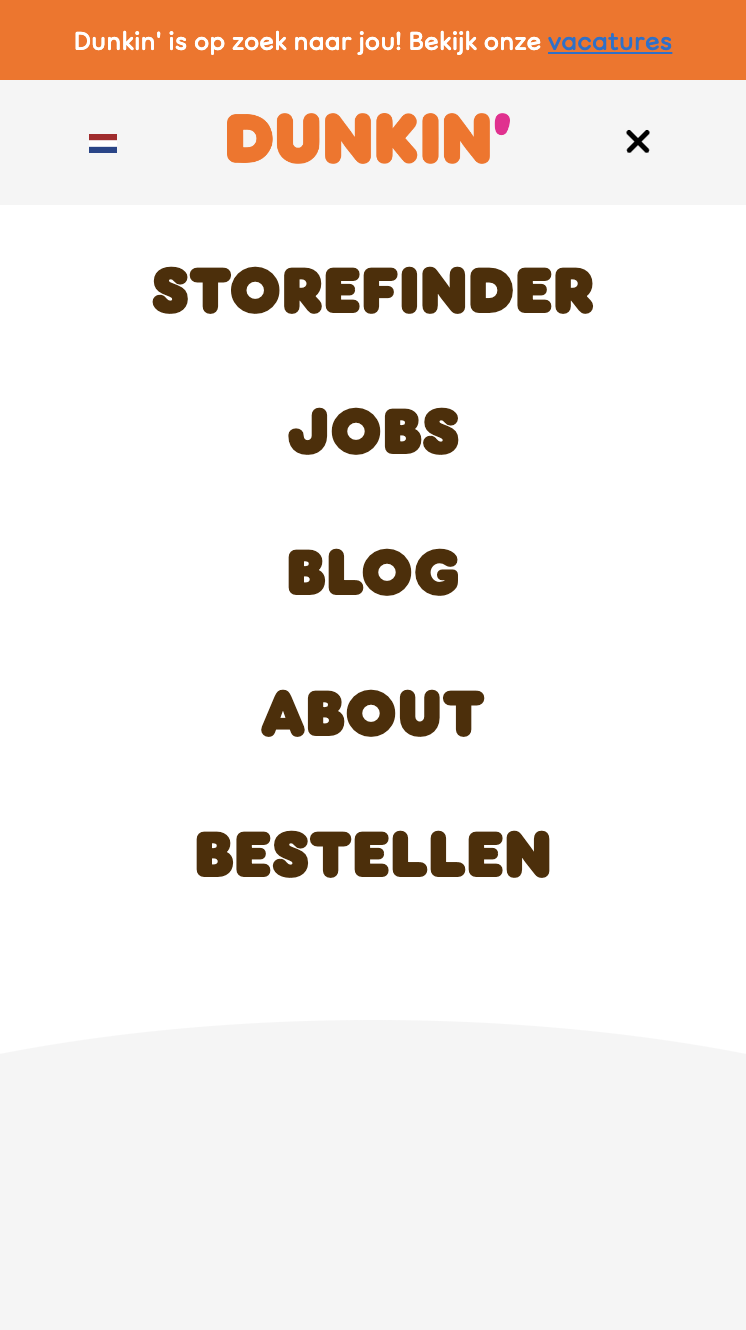 Dunkin' is op zoek naar jou! Bekijk onze vacatures
DUNKIN'
STOREFINDER
JOBS
BLOG
ABOUT
BESTELLEN